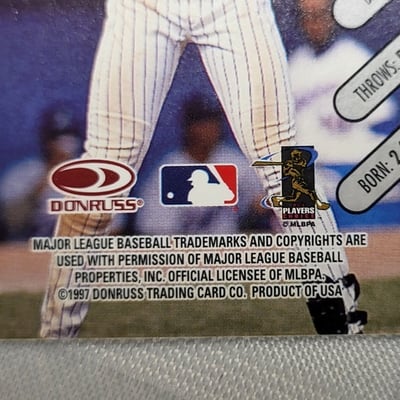 THROWS:
BORN: 2
DONRUSS®
PLAYERS
© MLBPA
MAJOR LEAGUE BASEBALL TRADEMARKS AND COPYRIGHTS ARE
USED WITH PERMISSION OF MAJOR LEAGUE BASEBALL
PROPERTIES, INC. OFFICIAL LICENSEE OF MLBPA.
©1997 DONRUSS TRADING CARD CO. PRODUCT OF USA